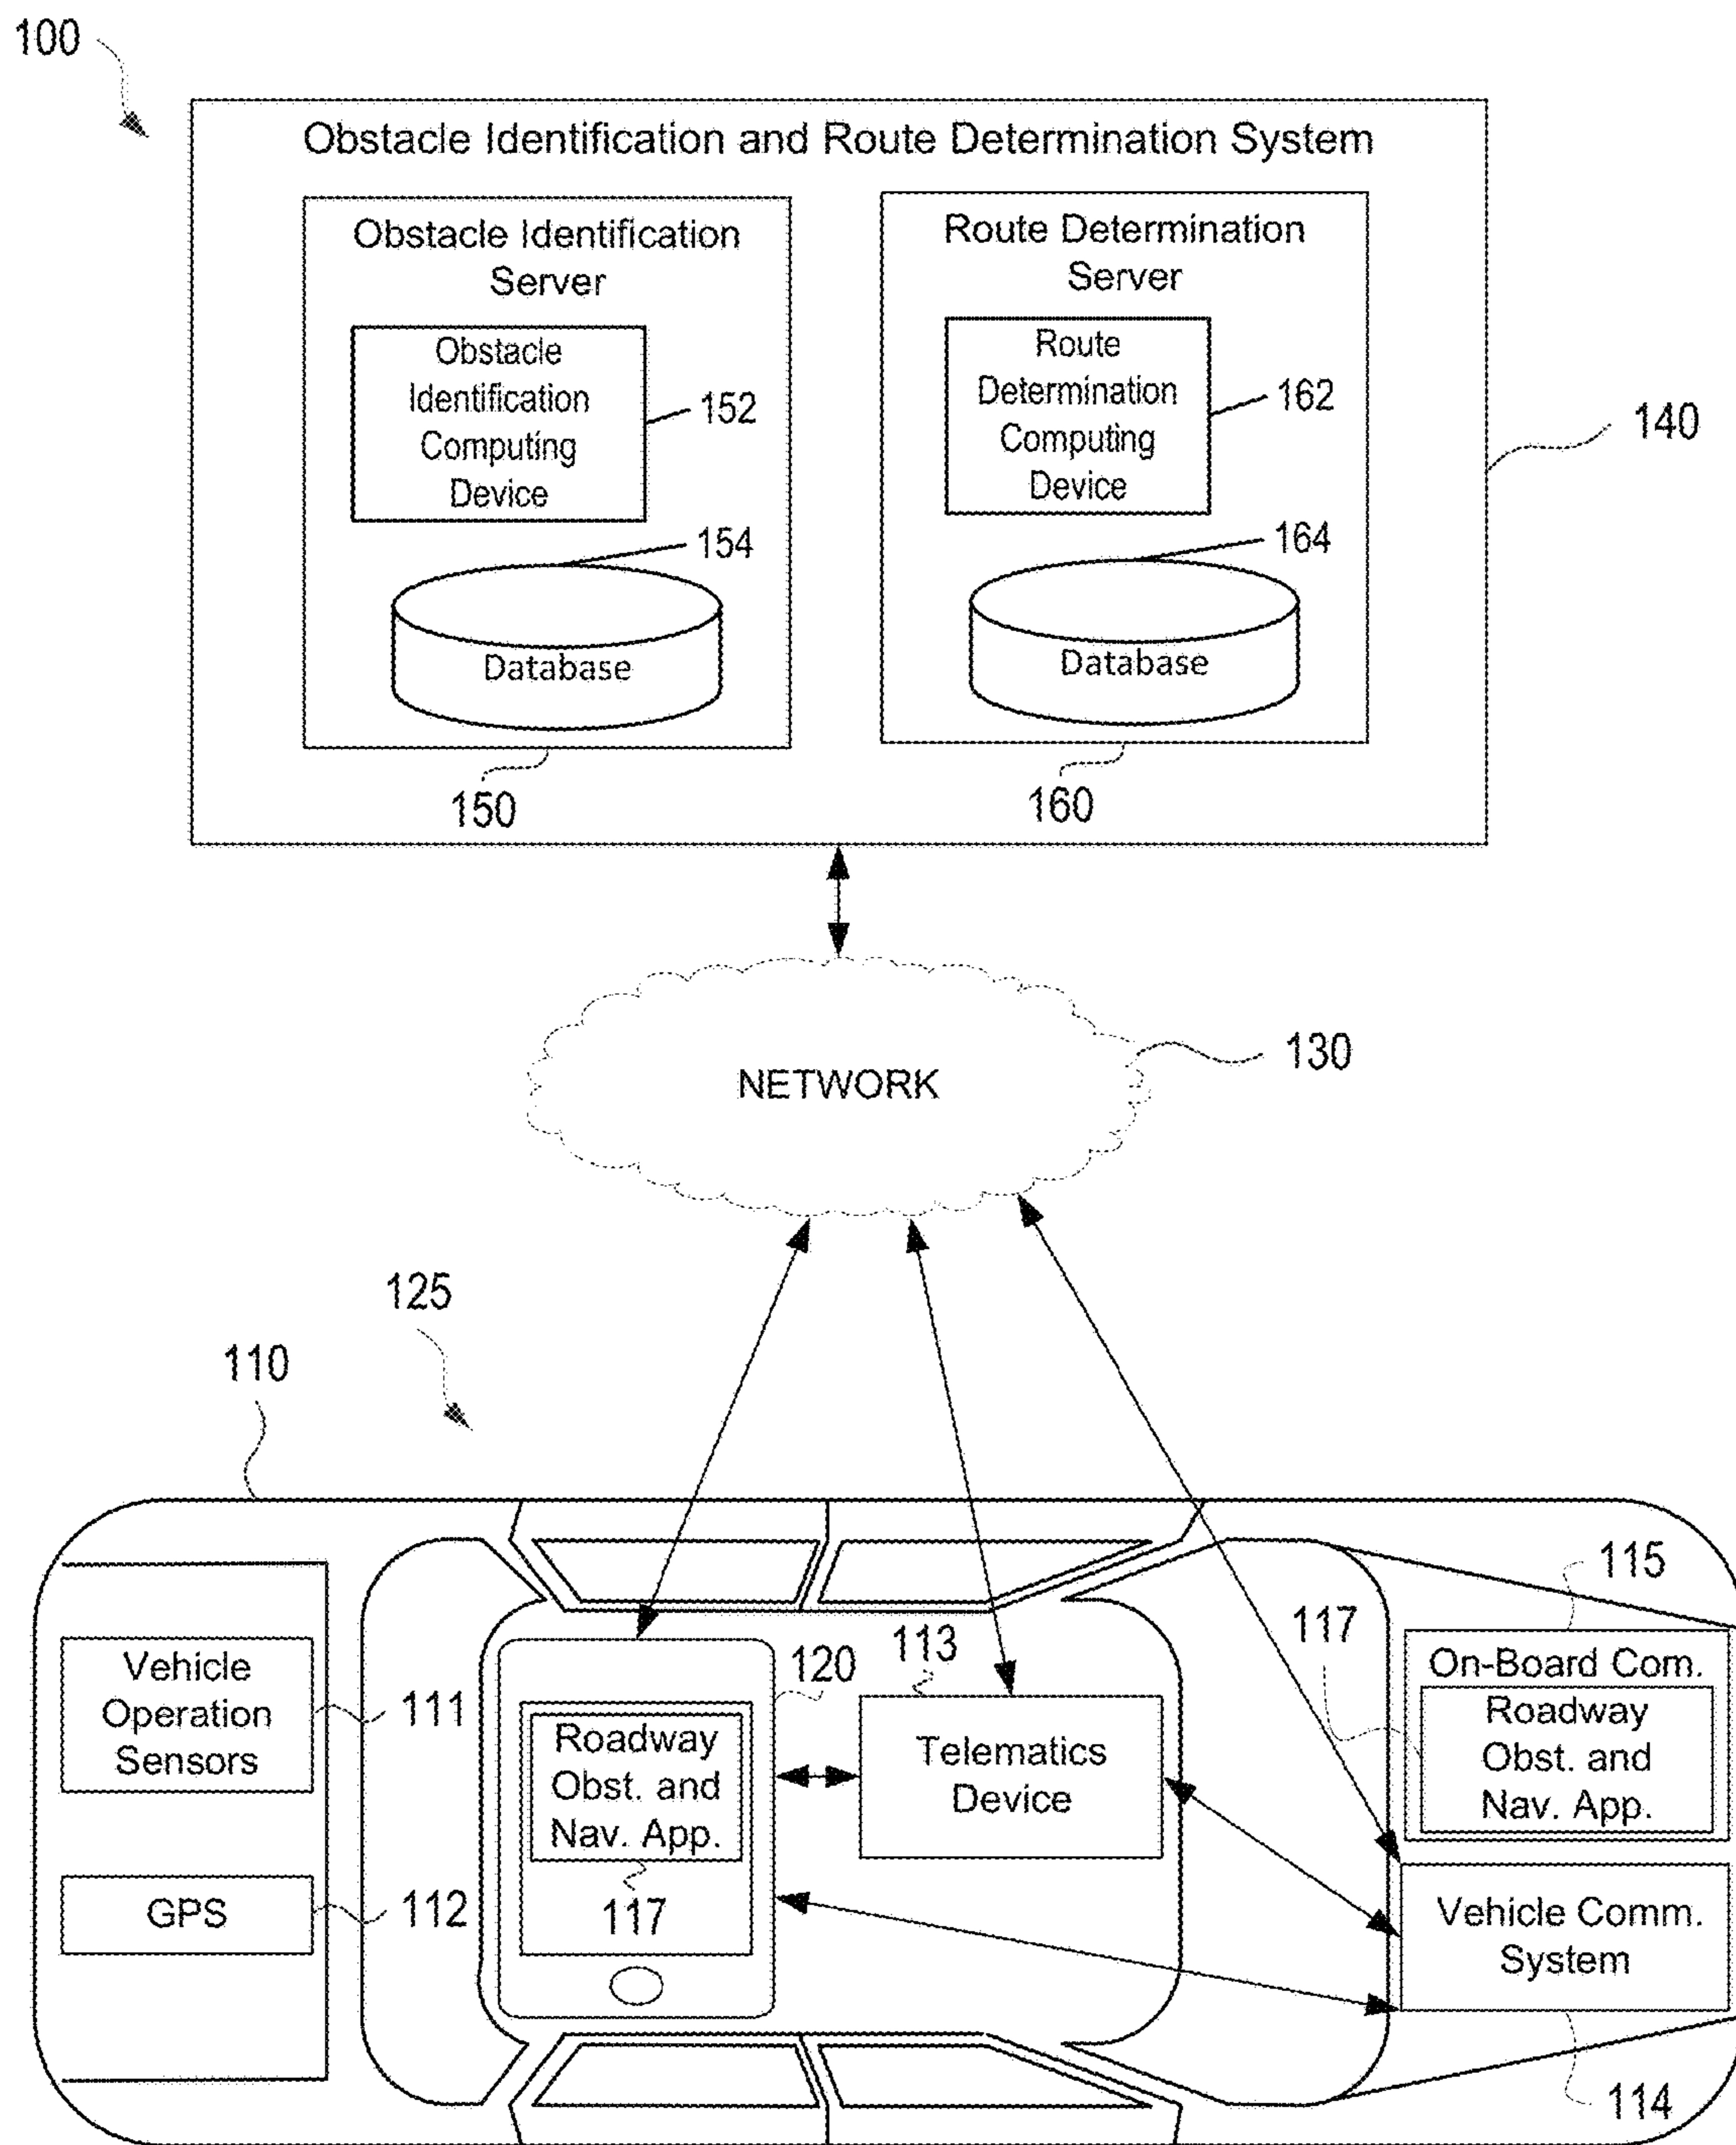 100
Obstacle Identification and Route Determination System
Obstacle Identification
Server
Obstacle
Identification
Computing
Device
152
154
Database
150
Route Determination
Server
Route
Determination
Computing
Device
162
164
Database
160
140
NETWORK
130
125
110
Vehicle
Operation
Sensors
111
GPS
112
120
Roadway
Obst. and
Nav. App.
117
113
Telematics
Device
117
115
On-Board Com.
Roadway
Obst. and
Nav. App.
Vehicle Comm.
System
114